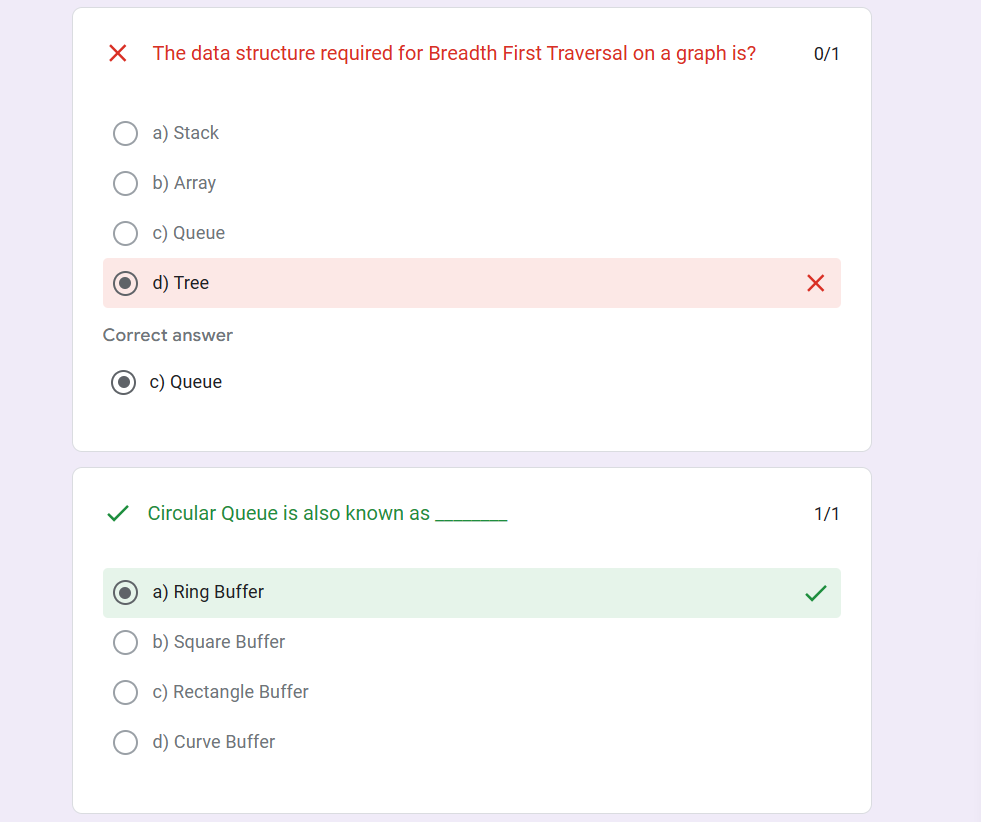 The data structure required for Breadth First Traversal on a graph is?
0/1
a) Stack
b) Array
c) Queue
d) Tree
Correct answer
c) Queue
Circular Queue is also known as ________
1/1
a) Ring Buffer
b) Square Buffer
c) Rectangle Buffer
d) Curve Buffer